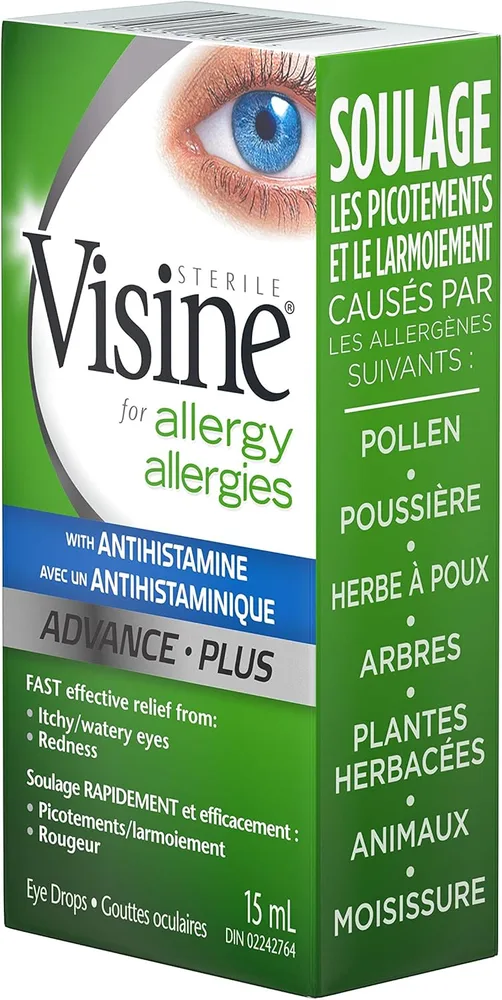 STERILE
Visine®
for allergy
allergies
WITH ANTIHISTAMINE
AVEC UN ANTIHISTAMINIQUE
ADVANCE • PLUS
FAST effective relief from:
• Itchy/watery eyes
• Redness
Soulage RAPIDEMENT et efficacement :
• Picotements/larmoiement
• Rougeur
Eye Drops • Gouttes oculaires
15 mL
DIN 02242764
SOULAGE
LES PICOTEMENTS
ET LE LARMOIEMENT
CAUSÉS PAR
LES ALLERGÈNES
SUIVANTS :
POLLEN
•
POUSSIÈRE
•
HERBE À POUX
•
ARBRES
•
PLANTES
HERBACÉES
•
ANIMAUX
•
MOISISSURE